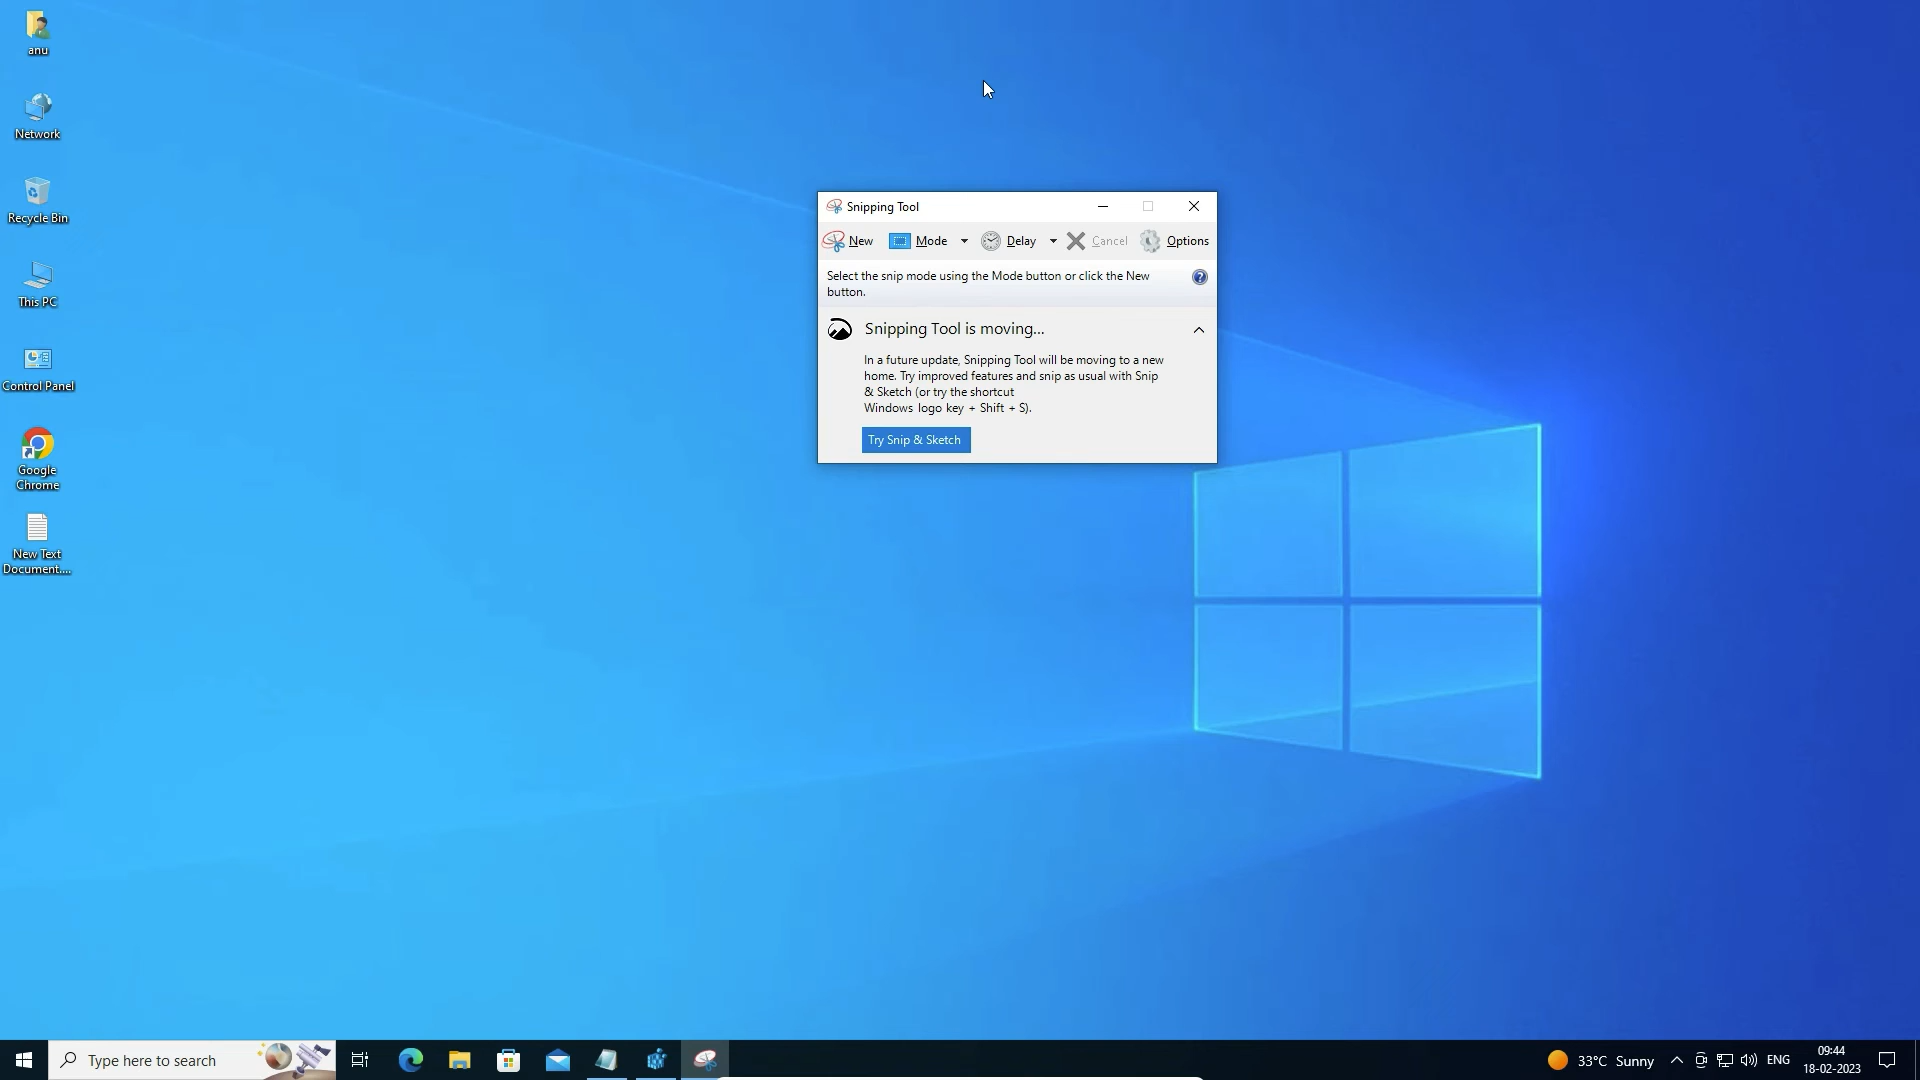 anu
Network
Recycle Bin
This PC
Control Panel
Google
Chrome
New Text
Document....
Snipping Tool
New
Mode
Delay
Cancel
Options
Select the snip mode using the Mode button or click the New
button.
Snipping Tool is moving...
In a future update, Snipping Tool will be moving to a new
home. Try improved features and snip as usual with Snip
& Sketch (or try the shortcut
Windows logo key + Shift + S).
Try Snip & Sketch
Type here to search
33°C Sunny
ENG
09:44
18-02-2023